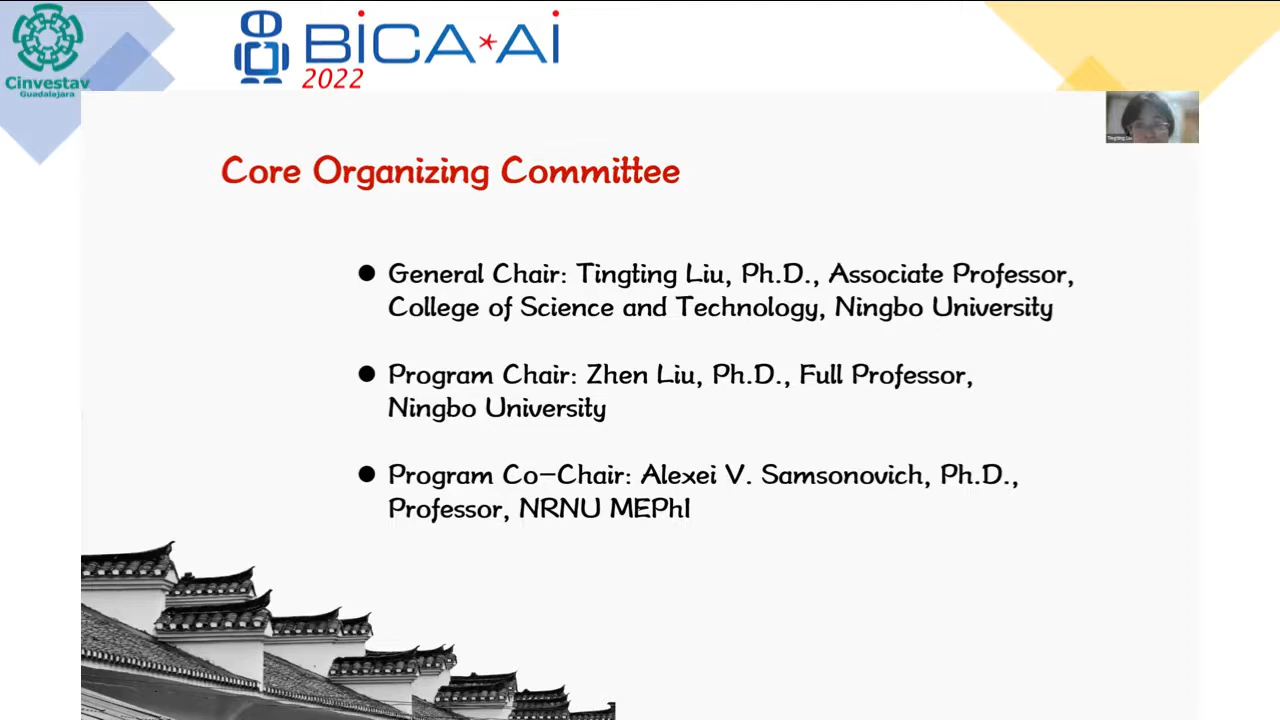 Cinvestav
Guadalajara
BiCA*Ai
2022
Tingting Liu
Core Organizing Committee
● General Chair: Tingting Liu, Ph.D., Associate Professor,
College of Science and Technology, Ningbo University
● Program Chair: Zhen Liu, Ph.D., Full Professor,
Ningbo University
● Program Co-Chair: Alexei V. Samsonovich, Ph.D.,
Professor, NRNU MEPhI